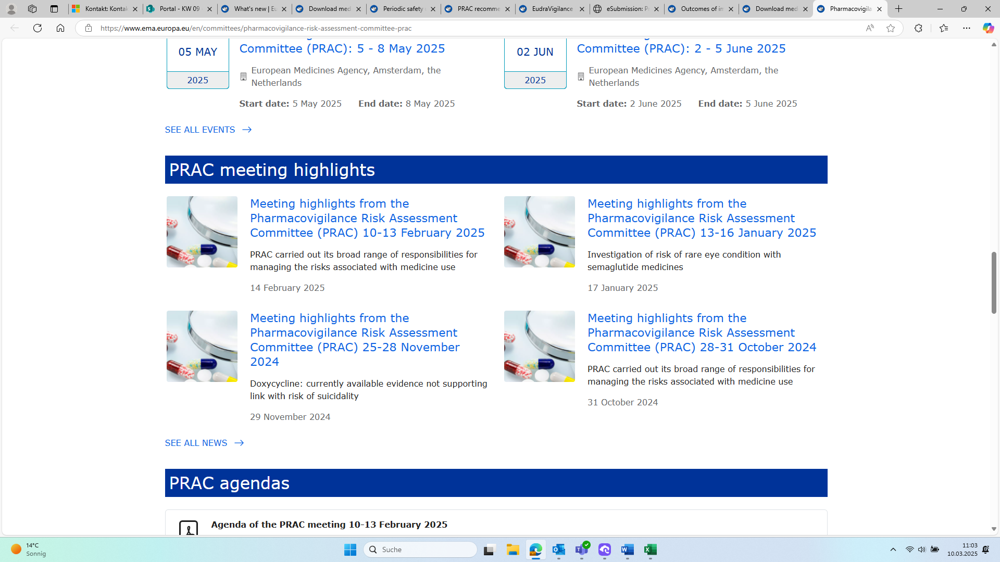 Kontakt: Kontak
Portal - KW 09
What's new | Eu
Download med
Periodic safety
PRAC recomme
EudraVigilance
eSubmission: P
Outcomes of im
Download med
Pharmacovigila
https://www.ema.europa.eu/en/committees/pharmacovigilance-risk-assessment-committee-prac
05 MAY
2025
Committee (PRAC): 5 - 8 May 2025
European Medicines Agency, Amsterdam, the
Netherlands
Start date: 5 May 2025 End date: 8 May 2025
02 JUN
2025
Committee (PRAC): 2 - 5 June 2025
European Medicines Agency, Amsterdam, the
Netherlands
Start date: 2 June 2025 End date: 5 June 2025
SEE ALL EVENTS
PRAC meeting highlights
Meeting highlights from the
Pharmacovigilance Risk Assessment
Committee (PRAC) 10-13 February 2025
PRAC carried out its broad range of responsibilities for
managing the risks associated with medicine use
14 February 2025
Meeting highlights from the
Pharmacovigilance Risk Assessment
Committee (PRAC) 13-16 January 2025
Investigation of risk of rare eye condition with
semaglutide medicines
17 January 2025
Meeting highlights from the
Pharmacovigilance Risk Assessment
Committee (PRAC) 25-28 November
2024
Doxycycline: currently available evidence not supporting
link with risk of suicidality
29 November 2024
Meeting highlights from the
Pharmacovigilance Risk Assessment
Committee (PRAC) 28-31 October 2024
PRAC carried out its broad range of responsibilities for
managing the risks associated with medicine use
31 October 2024
SEE ALL NEWS
PRAC agendas
Agenda of the PRAC meeting 10-13 February 2025
14°C
Sonnig
Suche
11:03
10.03.2025